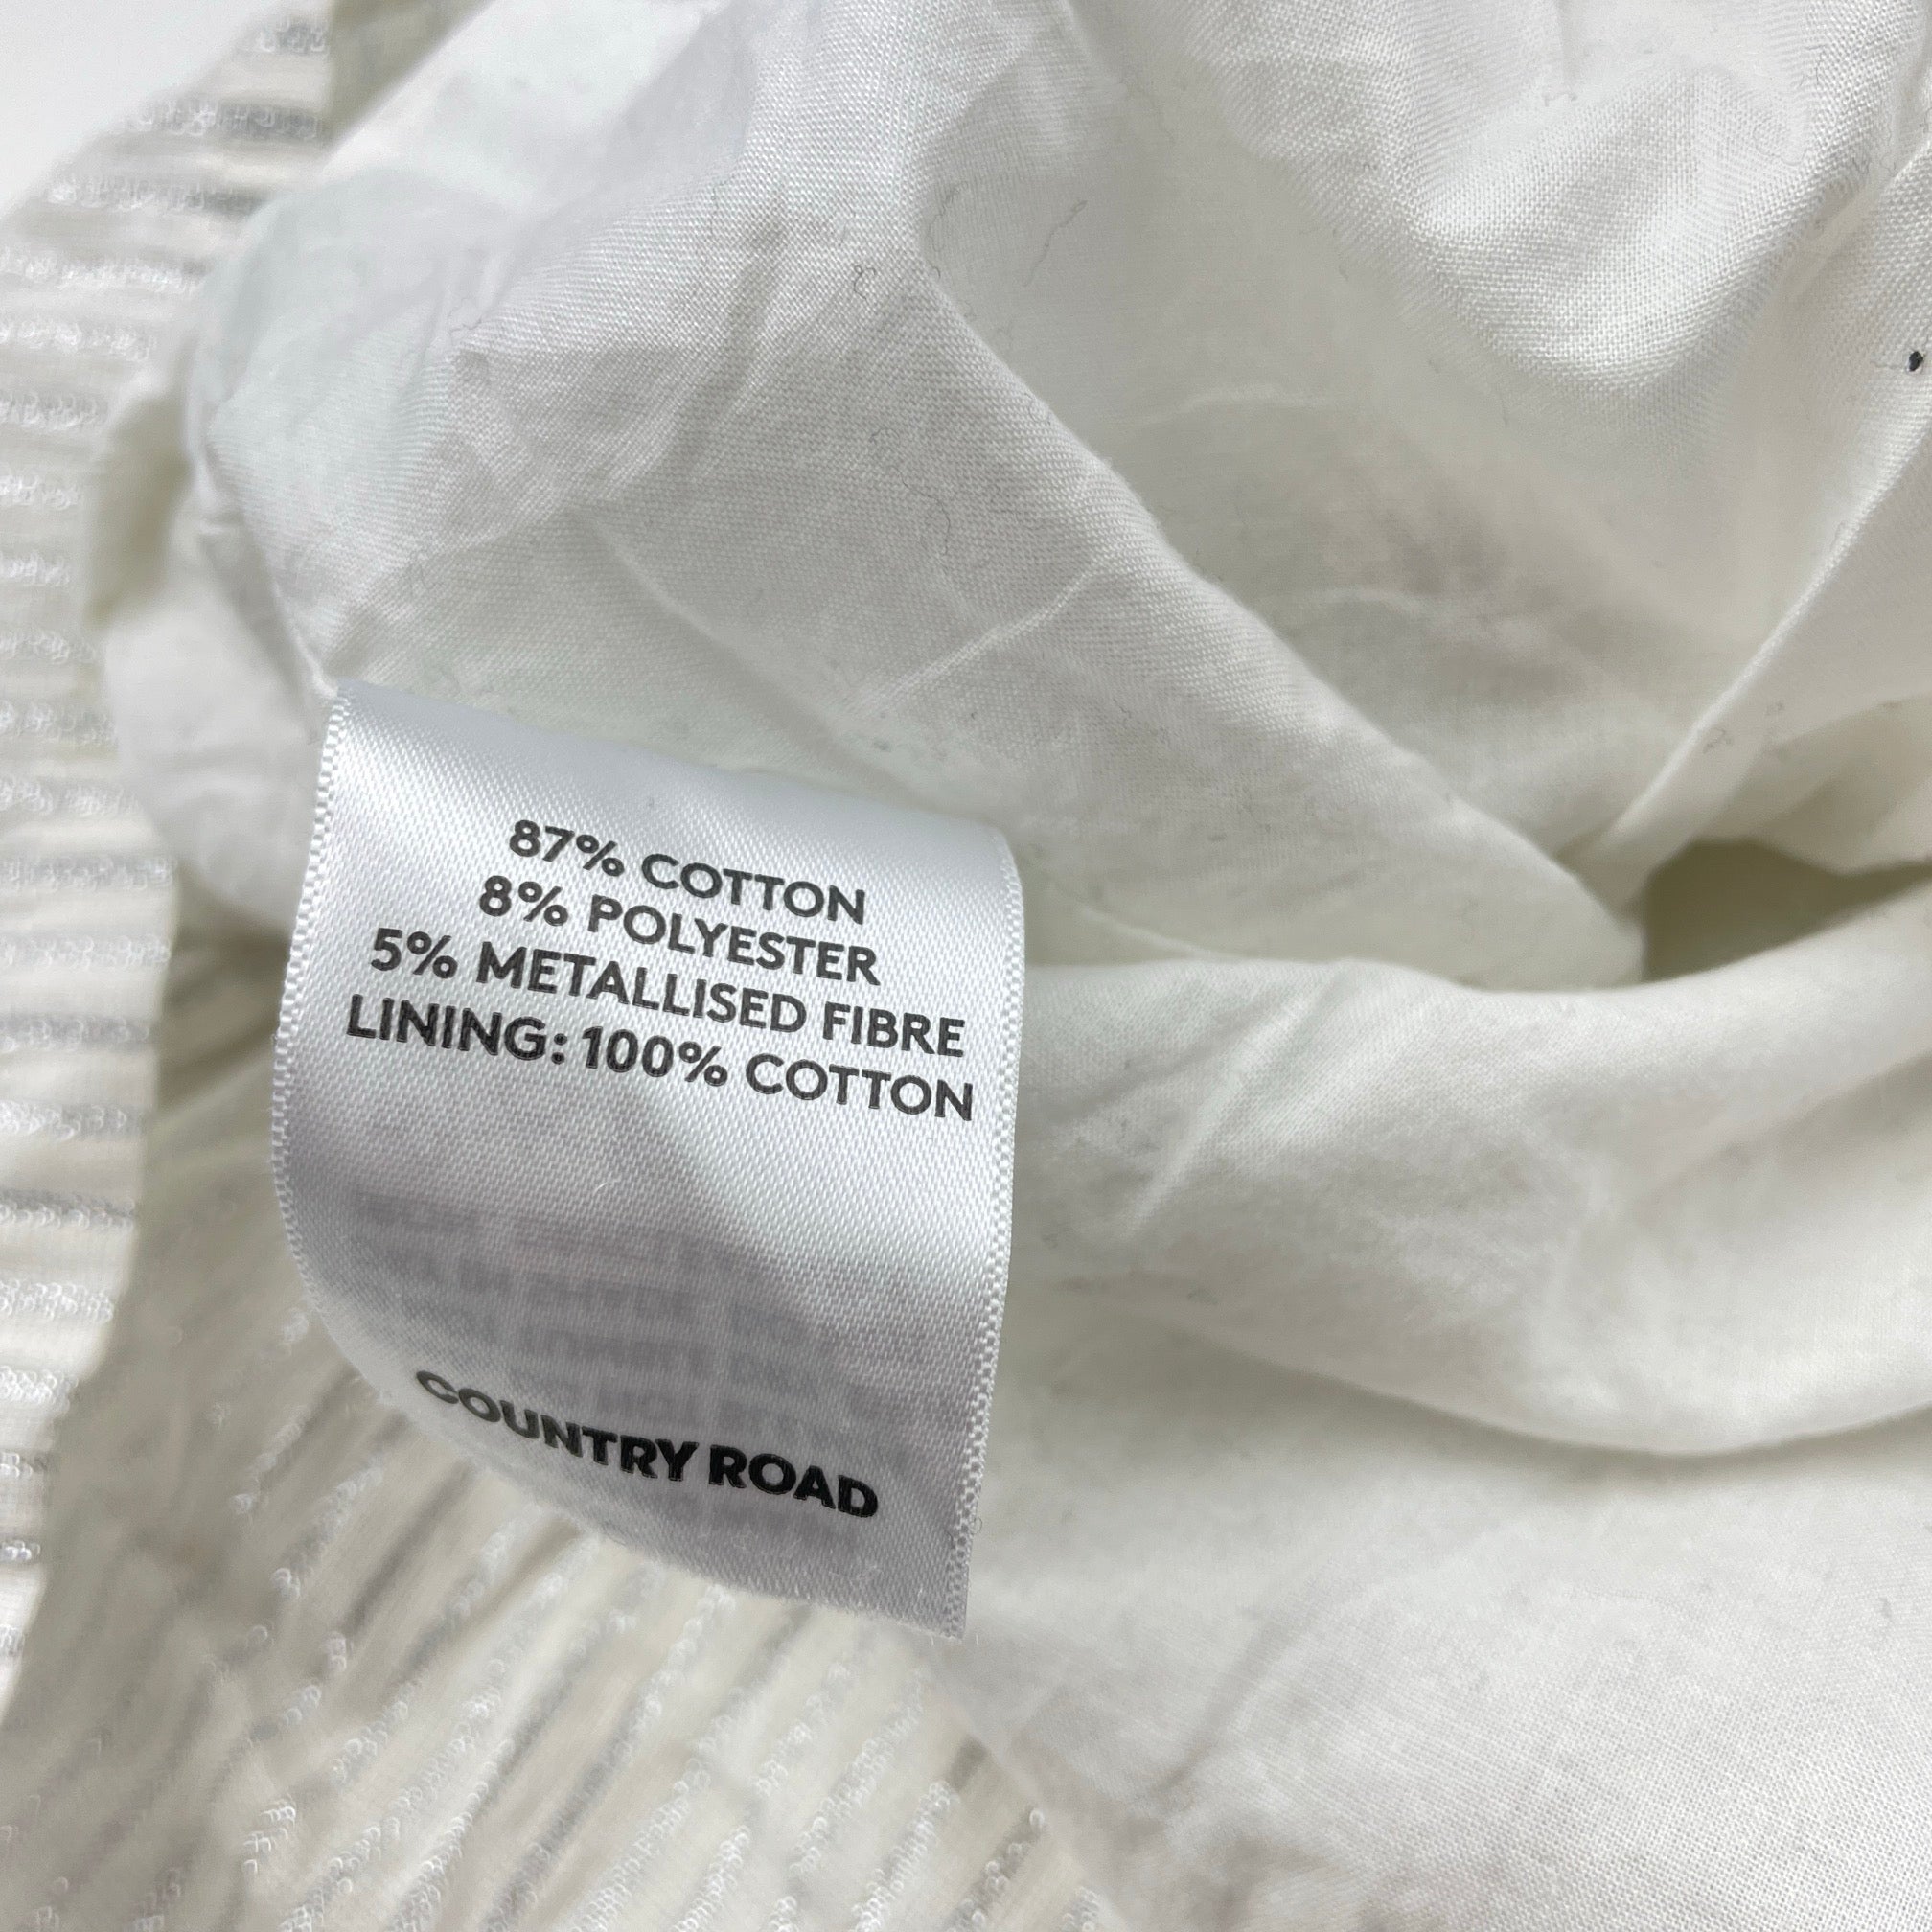 87% COTTON
8% POLYESTER
5% METALLISED FIBRE
LINING: 100% COTTON
COUNTRY ROAD